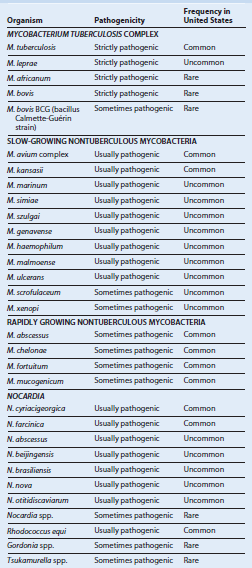 Organism Pathogenicity Frequency in United States
MYCOBACTERIUM TUBERCULOSIS COMPLEX
M. tuberculosis Strictly pathogenic Common
M. leprae Strictly pathogenic Uncommon
M. africanum Strictly pathogenic Rare
M. bovis Strictly pathogenic Rare
M. bovis BCG (bacillus Sometimes pathogenic Rare
Calmette-Guérin
strain)
SLOW-GROWING NONTUBERCULOUS MYCOBACTERIA
M. avium complex Usually pathogenic Common
M. kansasii Usually pathogenic Common
M. marinum Usually pathogenic Uncommon
M. simiae Usually pathogenic Uncommon
M. szulgai Usually pathogenic Uncommon
M. genavense Usually pathogenic Uncommon
M. haemophilum Usually pathogenic Uncommon
M. malmoense Usually pathogenic Uncommon
M. ulcerans Usually pathogenic Uncommon
M. scrofulaceum Sometimes pathogenic Uncommon
M. xenopi Sometimes pathogenic Uncommon
RAPIDLY GROWING NONTUBERCULOUS MYCOBACTERIA
M. abscessus Sometimes pathogenic Common
M. chelonae Sometimes pathogenic Common
M. fortuitum Sometimes pathogenic Common
M. mucogenicum Sometimes pathogenic Common
NOCARDIA
N. cyriacigeorgica Usually pathogenic Common
N. farcinica Usually pathogenic Common
N. abscessus Usually pathogenic Uncommon
N. beijingensis Usually pathogenic Uncommon
N. brasiliensis Usually pathogenic Uncommon
N. nova Usually pathogenic Uncommon
N. otitidiscaviarum Usually pathogenic Uncommon
Nocardia spp. Sometimes pathogenic Rare
Rhodococcus equi Usually pathogenic Common
Gordonia spp. Sometimes pathogenic Rare
Tsukamurella spp. Sometimes pathogenic Rare